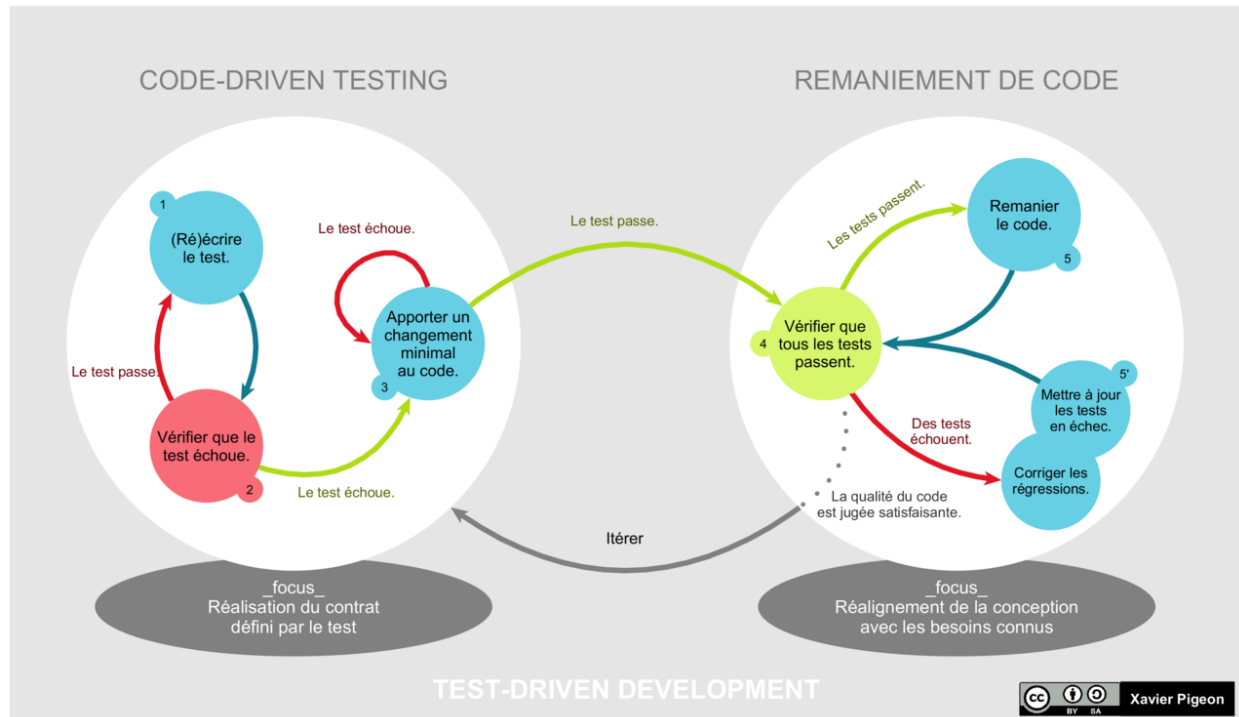 CODE-DRIVEN TESTING
REMANIEMENT DE CODE
1
(Ré)écrire
le test.
Le test passe.
Vérifier que le
test échoue.
2
Le test échoue.
Le test échoue.
Apporter un
changement
minimal
au code.
3
Le test passe.
4
Vérifier que
tous les tests
passent.
Les tests passent.
Remanier
le code.
5
5'
Mettre à jour
les tests
en échec.
Des tests
échouent.
Corriger les
régressions.
La qualité du code
est jugée satisfaisante.
Itérer
_focus_
Réalisation du contrat
défini par le test
_focus_
Réalignement de la conception
avec les besoins connus
TEST-DRIVEN DEVELOPMENT
cc
BY SA
Xavier Pigeon